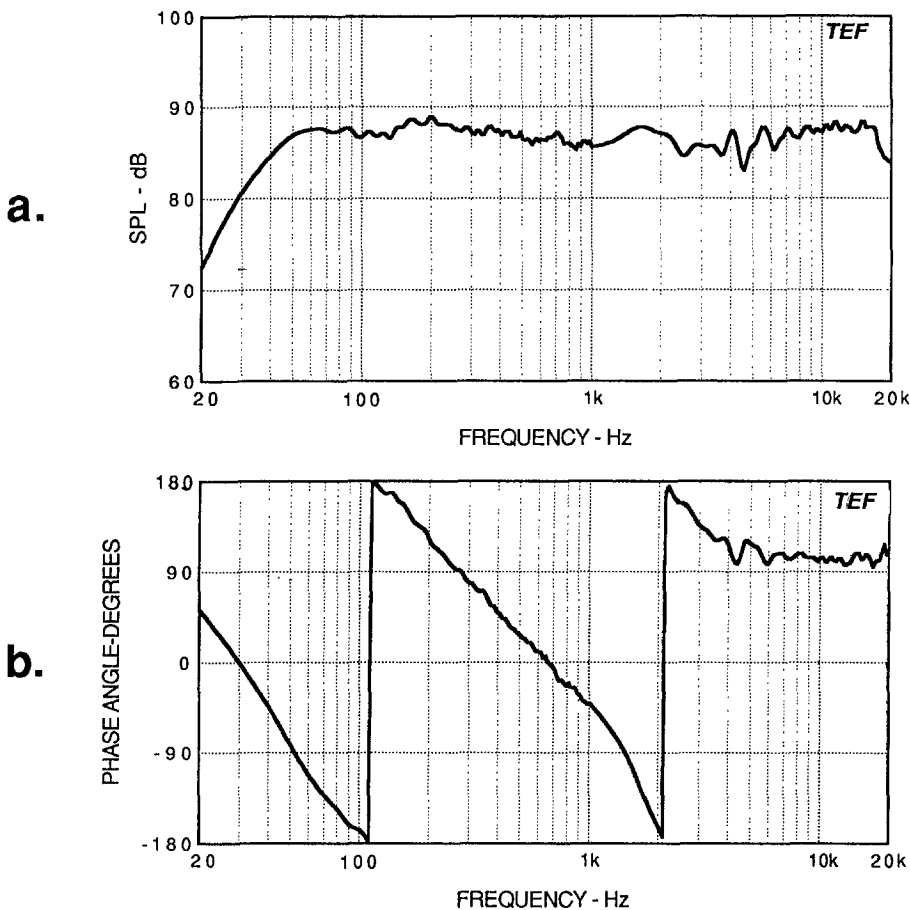 a.
TEF
SPL - dB
100
90
80
70
60
20
100
1k
10k
20k
FREQUENCY - Hz
b.
TEF
PHASE ANGLE-DEGREES
180
90
0
-90
-180
20
100
1k
10k
20k
FREQUENCY - Hz